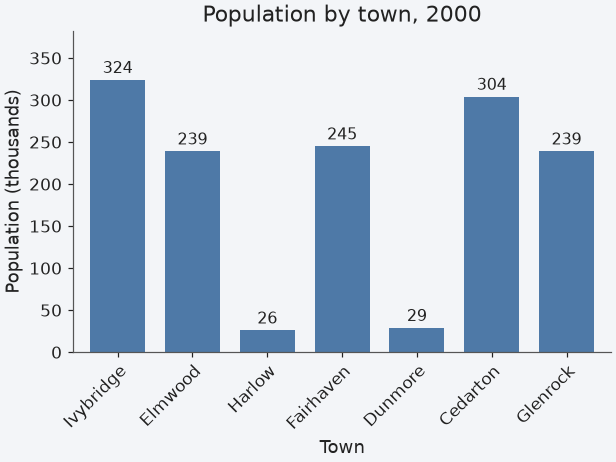 Population by town, 2000
Population (thousands)
350
300
250
200
150
100
50
0
324
239
26
245
29
304
239
Ivybridge
Elmwood
Harlow
Fairhaven
Dunmore
Cedarton
Glenrock
Town